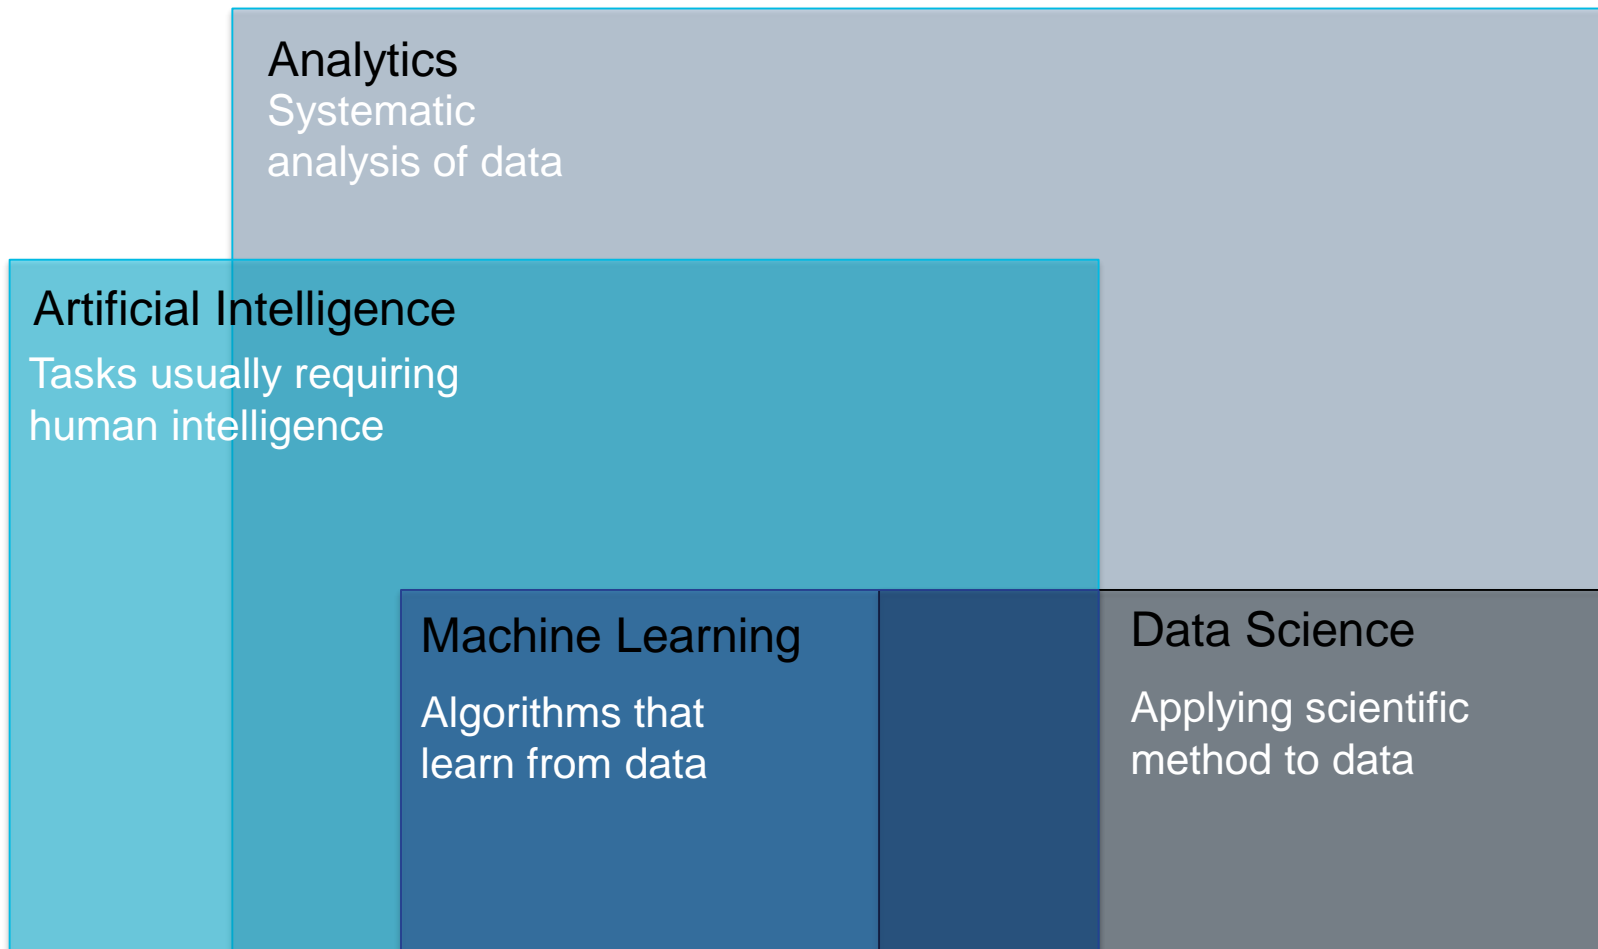 Analytics
Systematic
analysis of data
Artificial Intelligence
Tasks usually requiring
human intelligence
Machine Learning
Algorithms that
learn from data
Data Science
Applying scientific
method to data